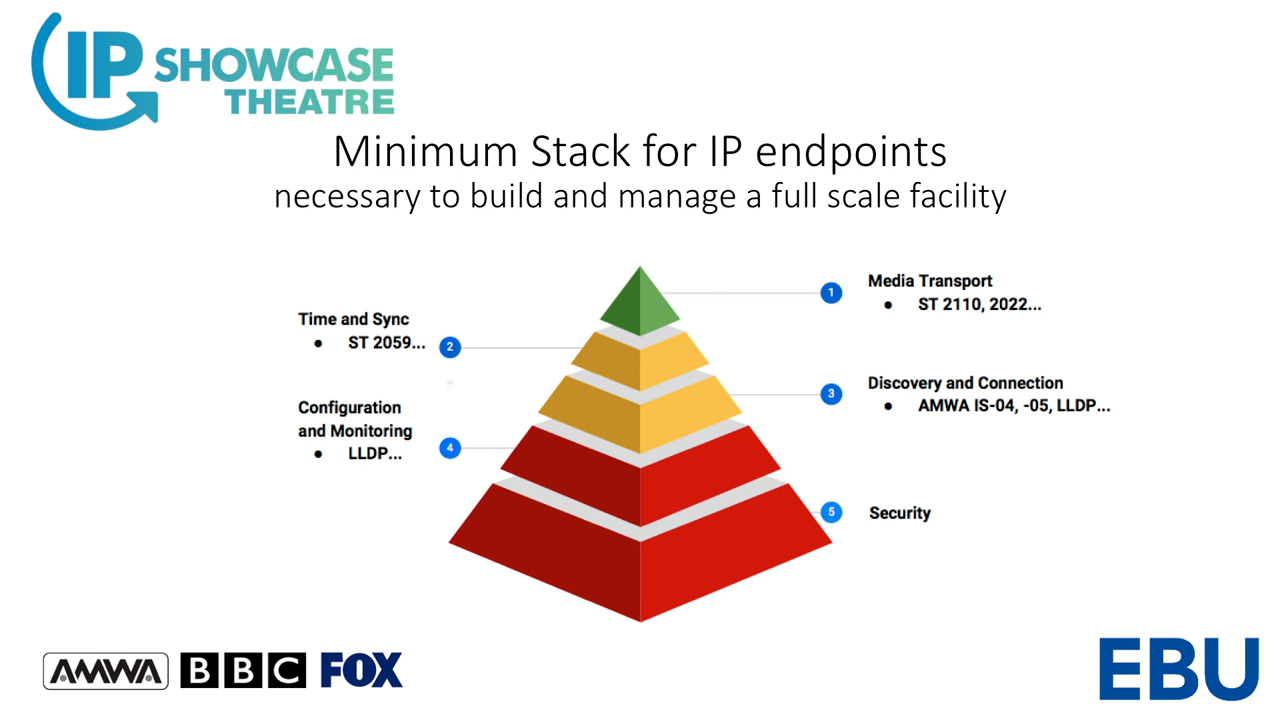 IP SHOWCASE
THEATRE
Minimum Stack for IP endpoints
necessary to build and manage a full scale facility
1
Media Transport
● ST 2110, 2022...
Time and Sync
● ST 2059...
2
3
Discovery and Connection
● AMWA IS-04, -05, LLDP...
Configuration
and Monitoring
● LLDP...
4
5
Security
AMWA BBC FOX
EBU